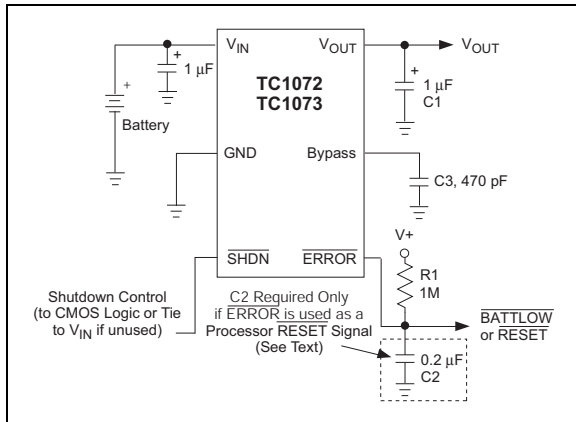 V_IN
V_OUT
V_OUT
+
1 µF
TC1072
TC1073
+
1 µF
C1
+
Battery
GND
Bypass
C3, 470 pF
V+
SHDN
ERROR
R1
1M
Shutdown Control
(to CMOS Logic or Tie
to V_IN if unused)
C2 Required Only
if ERROR is used as a
Processor RESET Signal
(See Text)
BATTLOW
or RESET
0.2 µF
C2